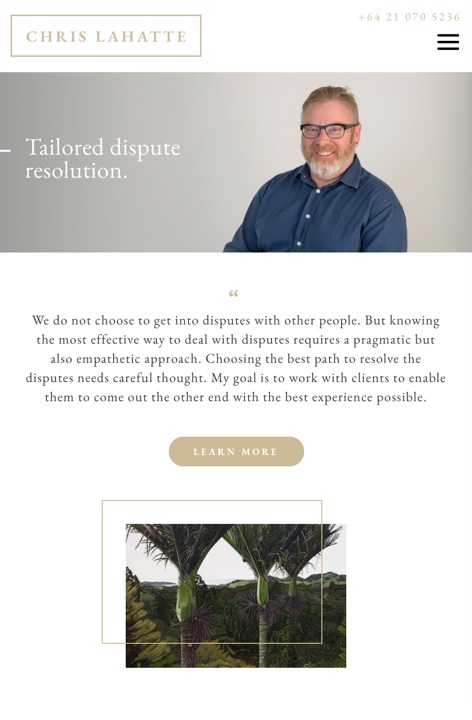 +64 21 070 5236
CHRIS LAHATTE
Tailored dispute
resolution.
“
We do not choose to get into disputes with other people. But knowing
the most effective way to deal with disputes requires a pragmatic but
also empathetic approach. Choosing the best path to resolve the
disputes needs careful thought. My goal is to work with clients to enable
them to come out the other end with the best experience possible.
LEARN MORE